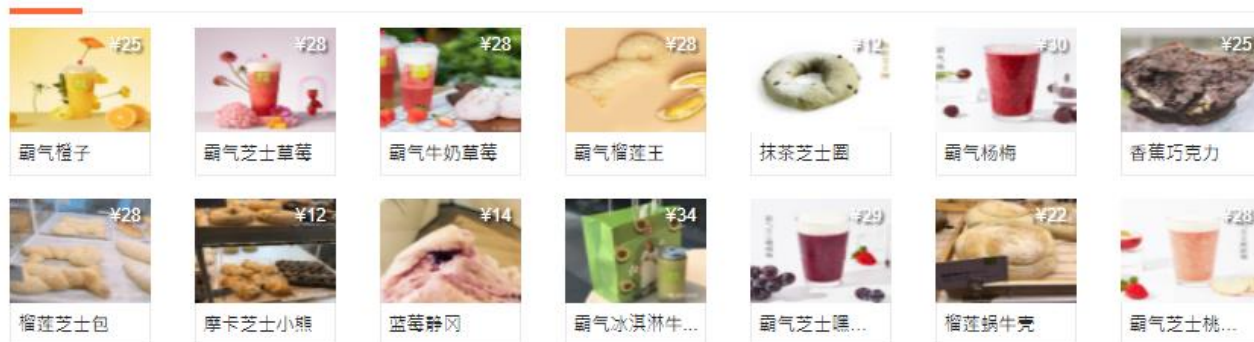 ¥25
¥28
¥28
¥28
¥12
¥30
¥25
霸气橙子
霸气芝士草莓
霸气牛奶草莓
霸气榴莲王
抹茶芝士圈
霸气杨梅
香蕉巧克力
¥28
¥12
¥14
¥34
¥29
¥22
¥28
榴莲芝士包
摩卡芝士小熊
蓝莓静冈
霸气冰淇淋牛...
霸气芝士嘿...
榴莲蜗牛壳
霸气芝士桃...